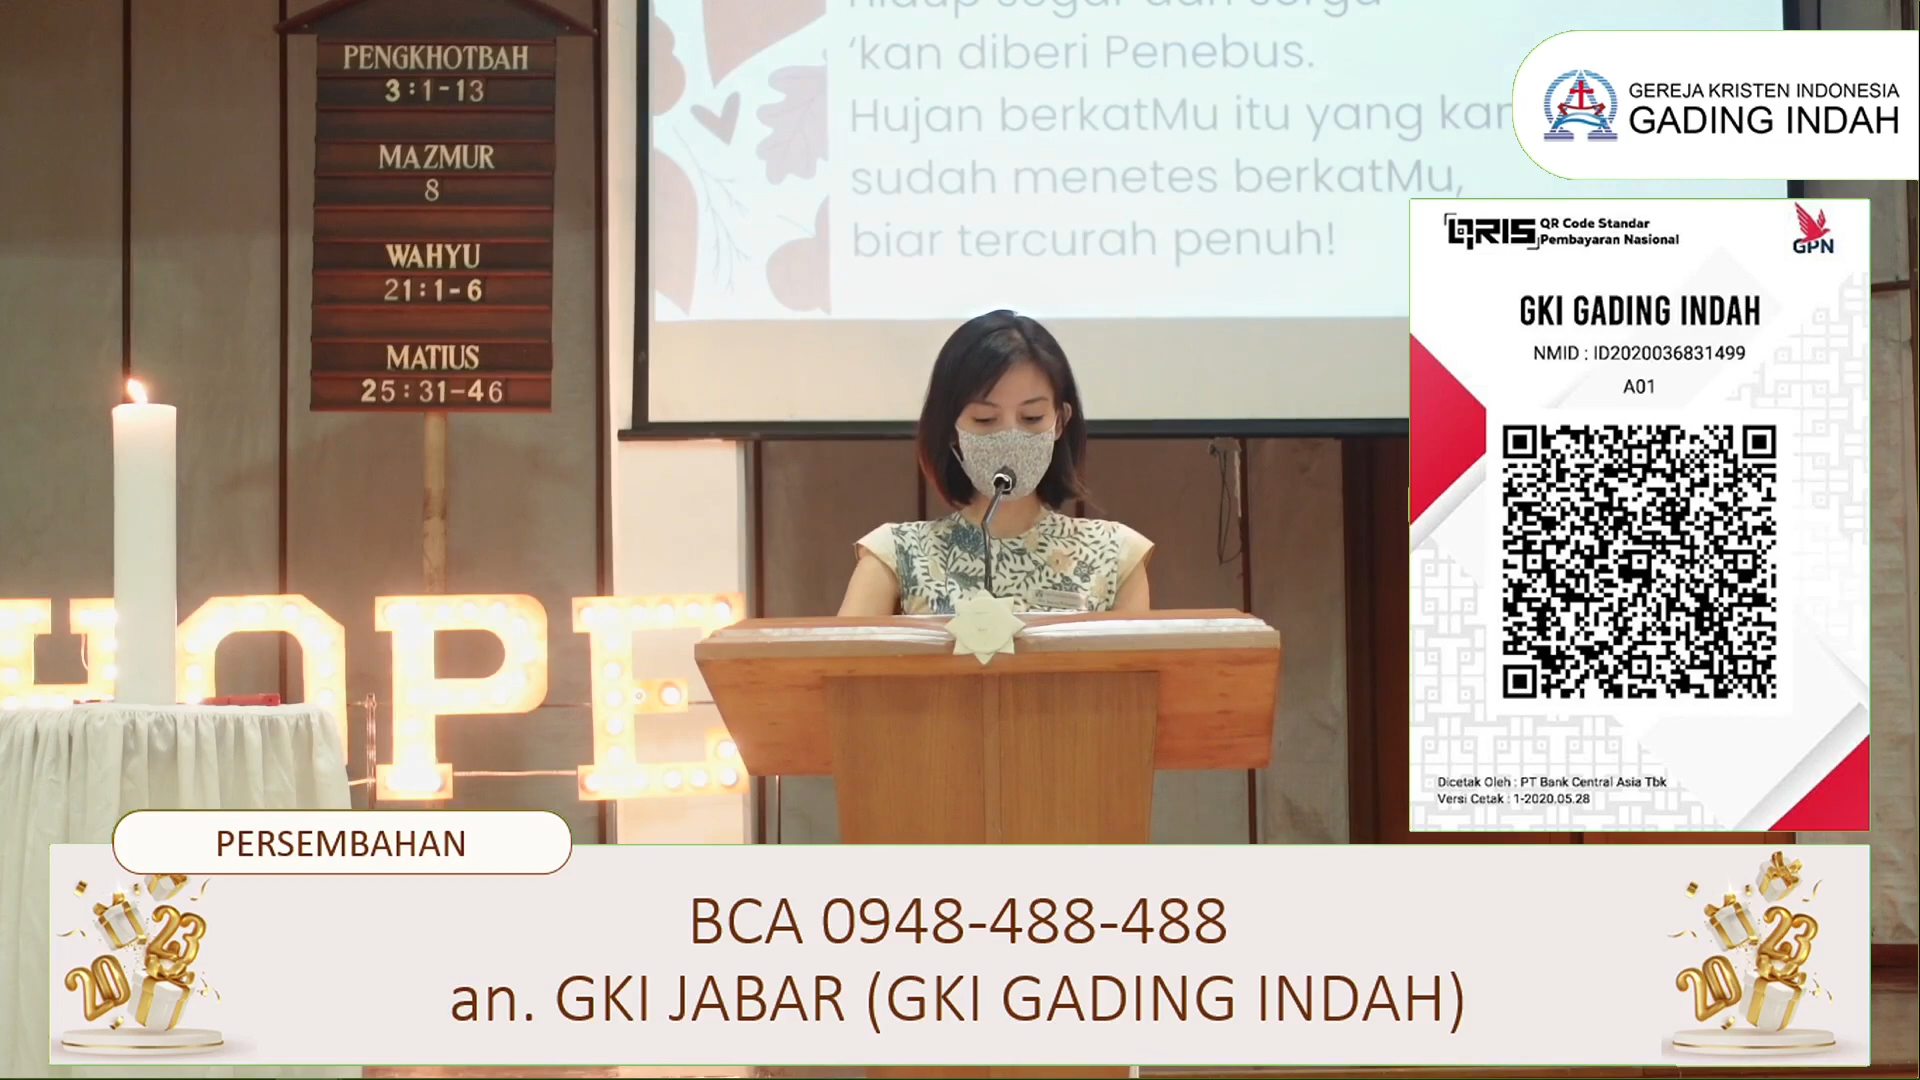 PENGKHOTBAH
3:1-13
MAZMUR
8
WAHYU
21:1-6
MATIUS
25:31-46
'kan diberi Penebus.
Hujan berkatMu itu yang kan
sudah menetes berkatMu,
biar tercurah penuh!
GEREJA KRISTEN INDONESIA
GADING INDAH
QRIS
QR Code Standar
Pembayaran Nasional
GPN
GKI GADING INDAH
NMID : ID2020036831499
A01
Dicetak Oleh : PT Bank Central Asia Tbk
Versi Cetak : 1-2020.05.28
HOPE
PERSEMBAHAN
2023
BCA 0948-488-488
an. GKI JABAR (GKI GADING INDAH)
2023